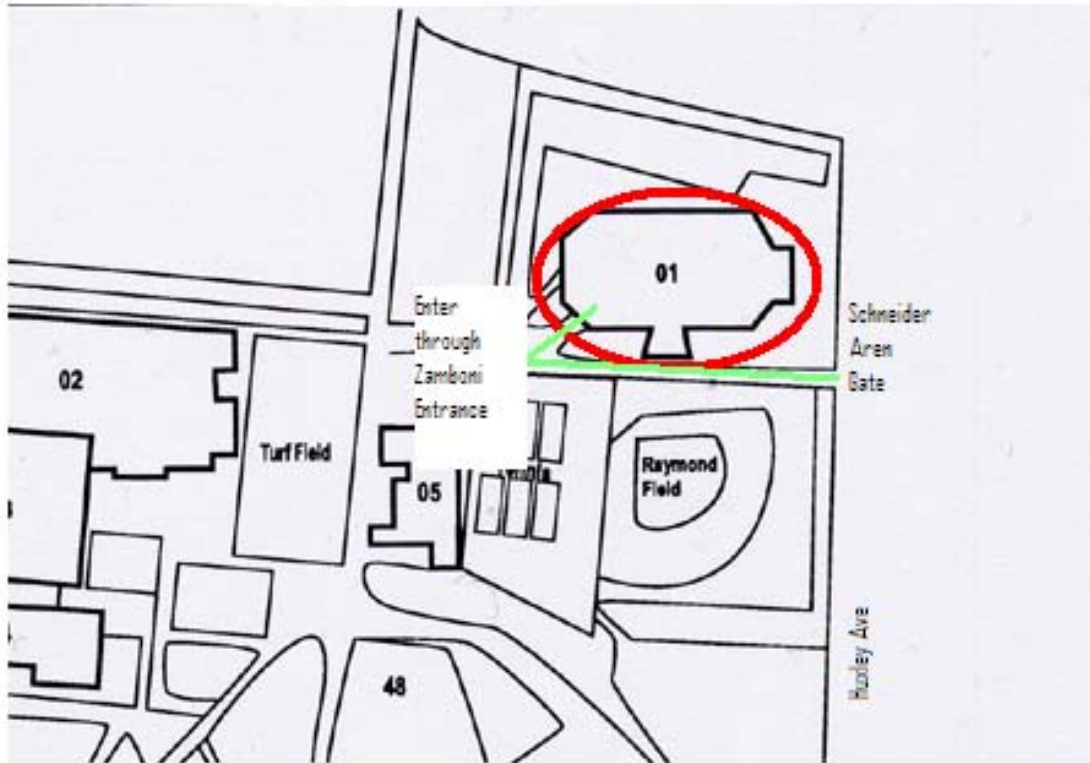 01
Enter
through
Zamboni
Entrance
Schneider
Aren
Gate
02
Turf Field
05
Raymond
Field
Huxley Ave
48